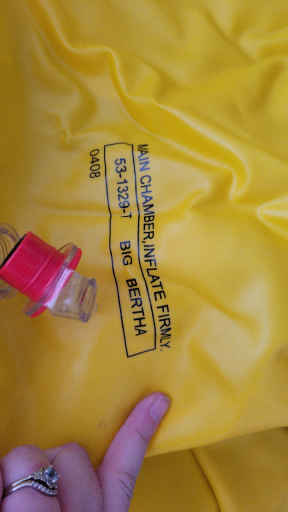 MAIN CHAMBER, INFLATE FIRMLY.
53-1329-T BIG BERTHA
0408